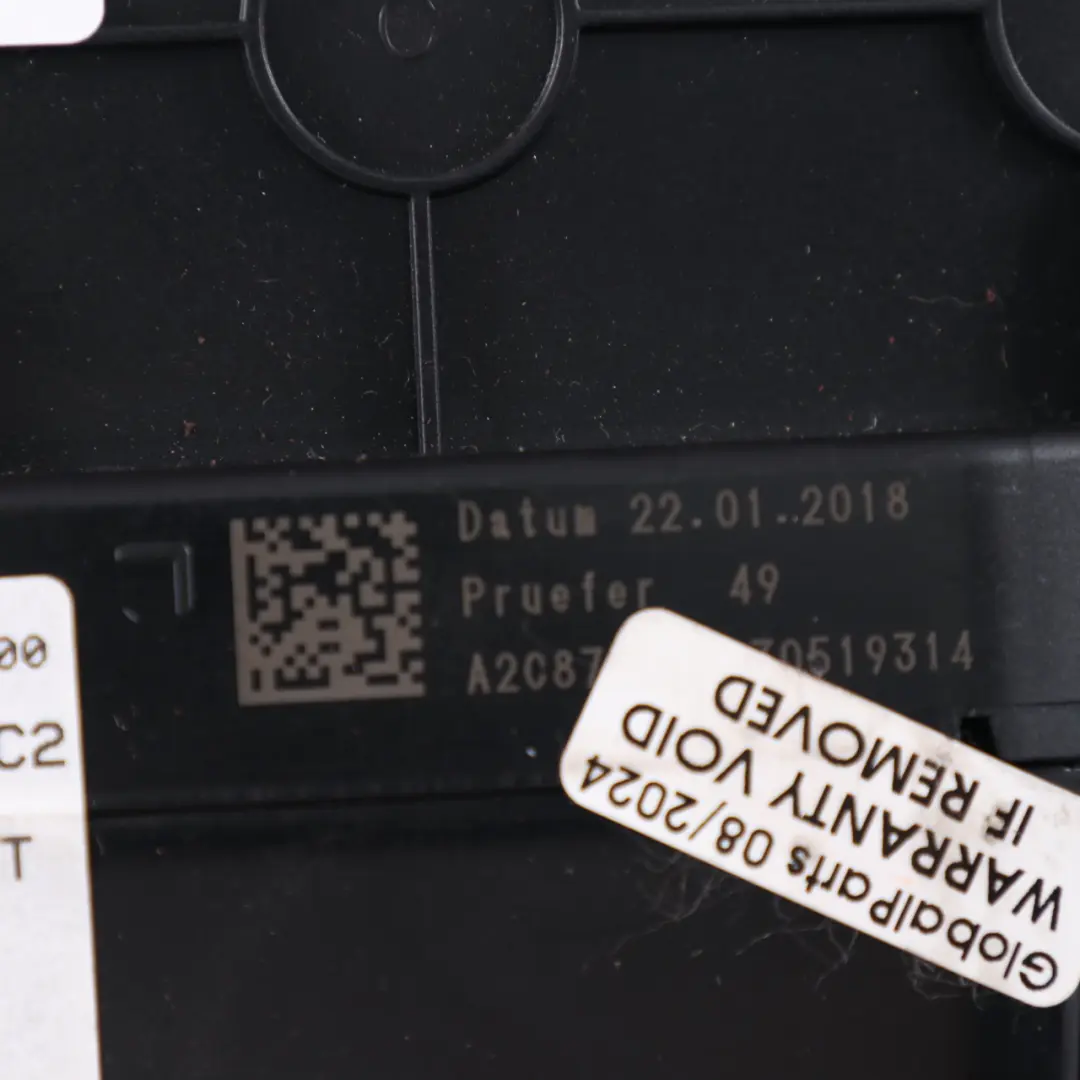 Datum 22.01.2018
Pruefer 49
A2C87 70519314
00
C2
T
GlobalParts 08/2024
WARRANTY VOID
IF REMOVED